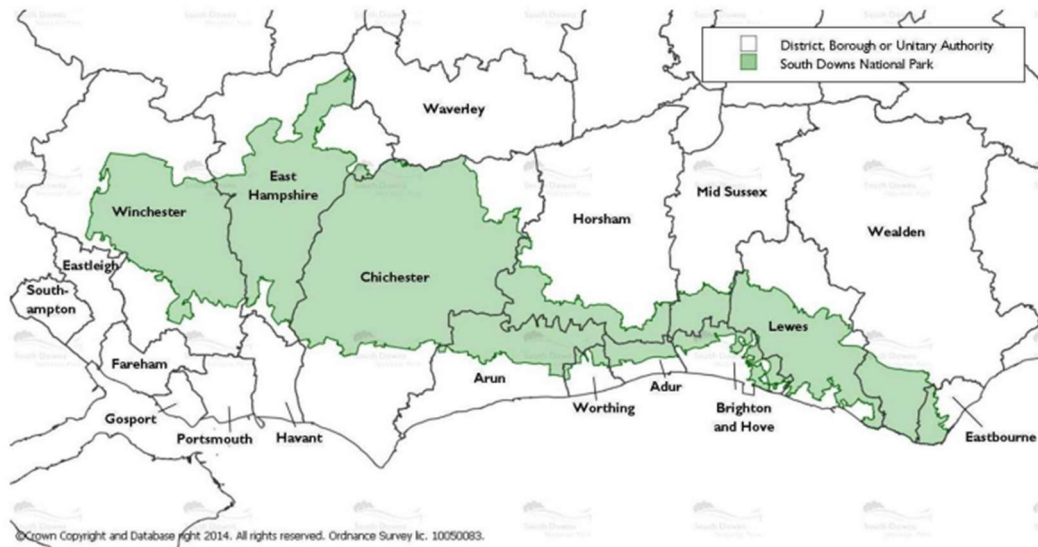 District, Borough or Unitary Authority
South Downs National Park
Waverley
East
Hampshire
Winchester
Mid Sussex
Horsham
Wealden
Eastleigh
Chichester
South-
ampton
Lewes
Fareham
Arun
Adur
Worthing
Brighton
and Hove
Gosport
Portsmouth
Havant
Eastbourne
©Crown Copyright and Database right 2014. All rights reserved. Ordnance Survey lic. 10050083.